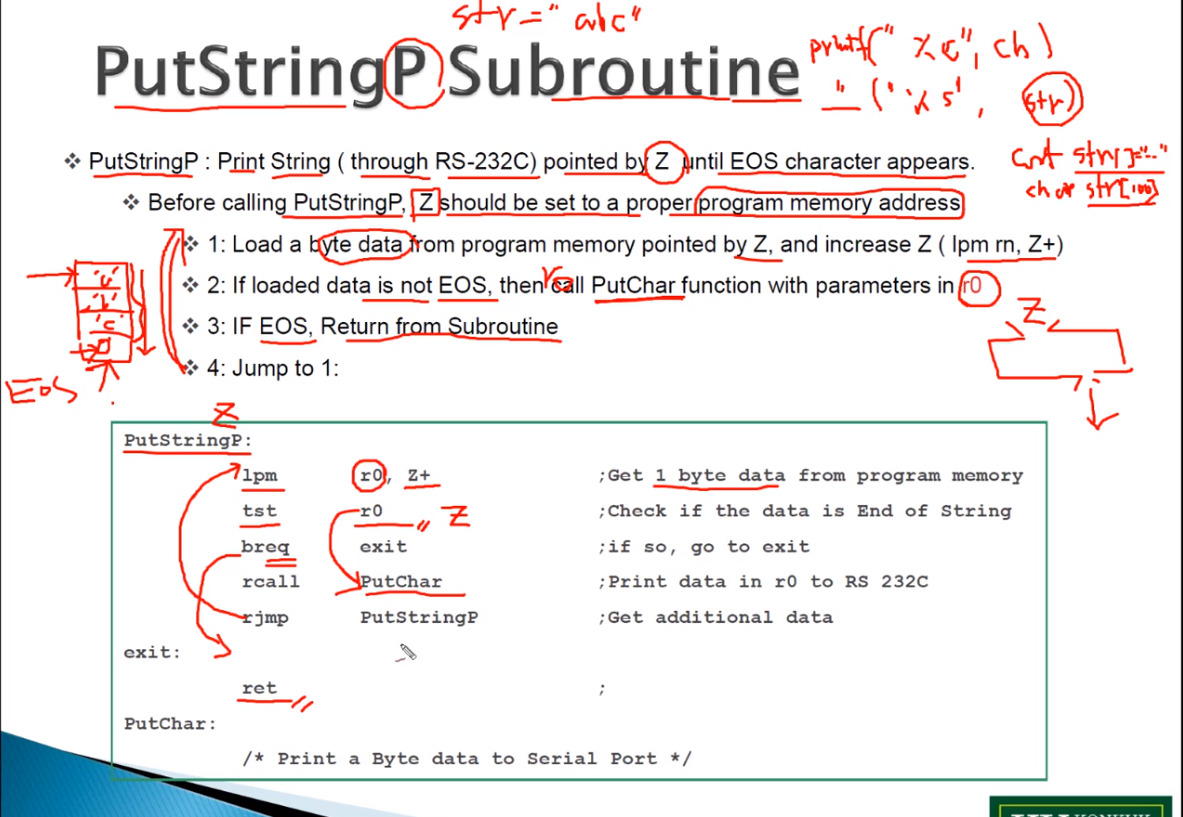 str = "abc"
PutStringP Subroutine
printf(" %c", ch )
" ( " %s", str))
❖ PutStringP : Print String ( through RS-232C) pointed by Z until EOS character appears.
char str[100]
❖ Before calling PutStringP, Z should be set to a proper program memory address
❖ 1: Load a byte data from program memory pointed by Z, and increase Z ( lpm rn, Z+)
❖ 2: If loaded data is not EOS, then call PutChar function with parameters in r0
❖ 3: IF EOS, Return from Subroutine
❖ 4: Jump to 1:
'b'
'c'
0
EOS
Z
Z
PutStringP:
lpm r0, Z+ ;Get 1 byte data from program memory
tst r0 ;Check if the data is End of String
Z
breq exit ;if so, go to exit
rcall PutChar ;Print data in r0 to RS 232C
rjmp PutStringP ;Get additional data
exit:
ret ;
PutChar:
/* Print a Byte data to Serial Port */